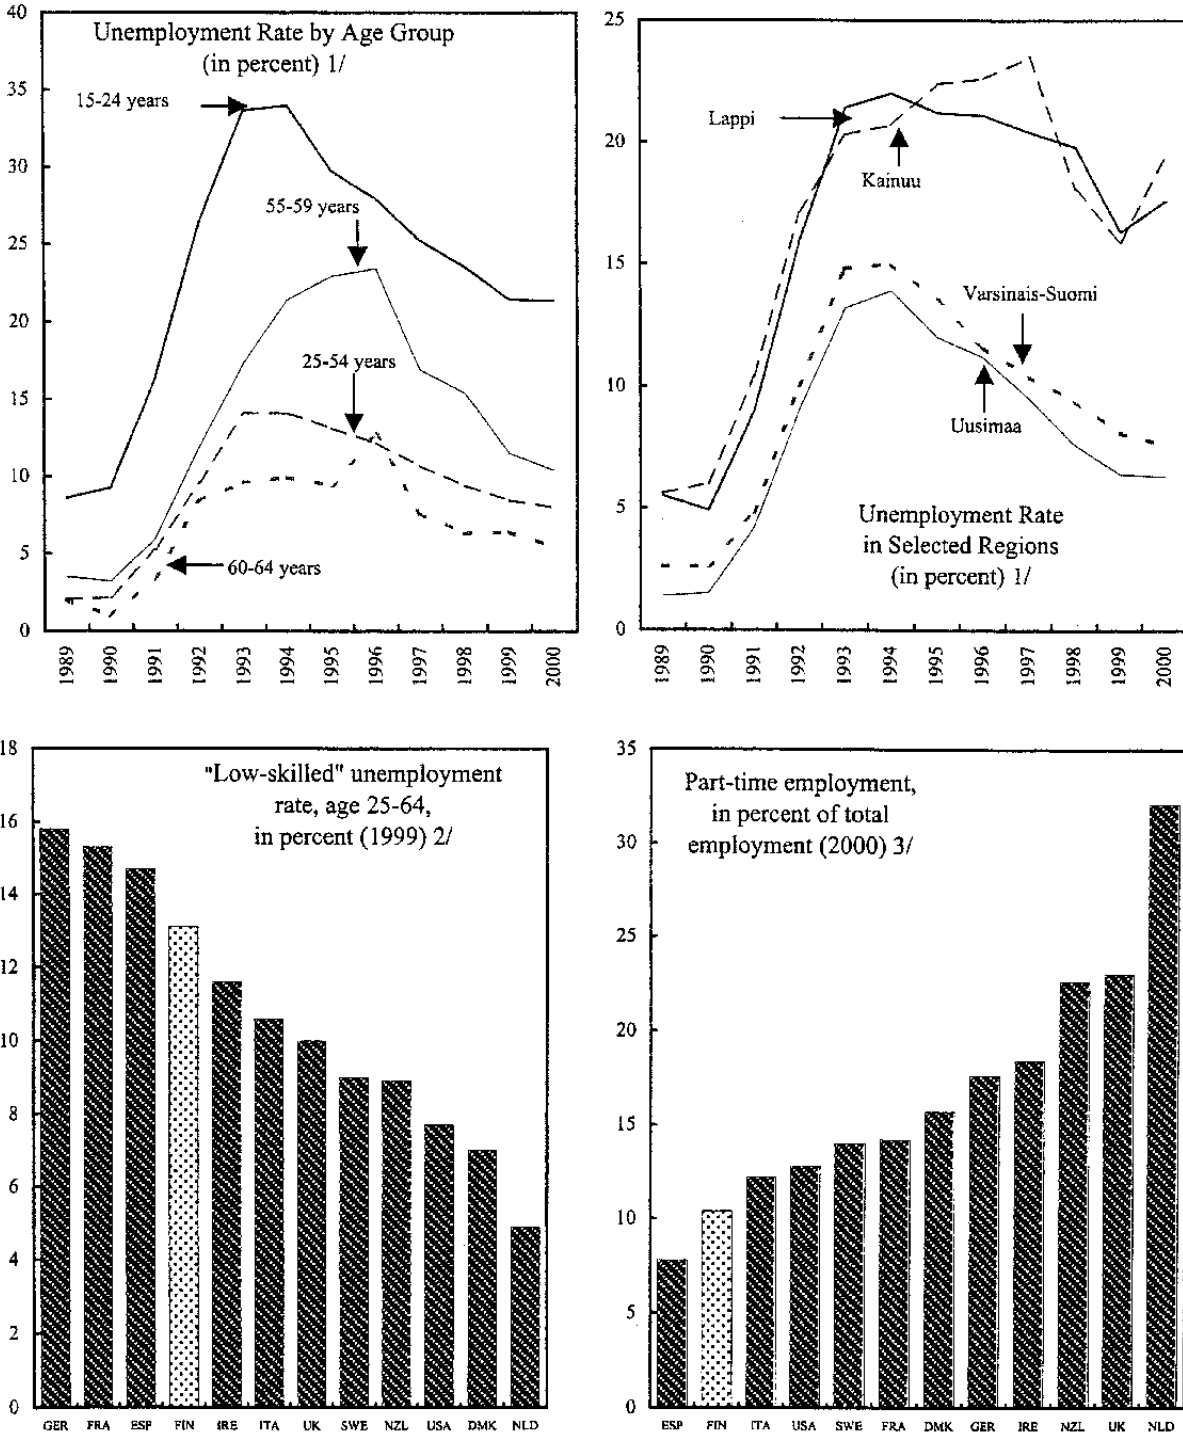 Unemployment Rate by Age Group
(in percent) 1/
40
35
30
25
20
15
10
5
0
15-24 years
55-59 years
25-54 years
60-64 years
1989 1990 1991 1992 1993 1994 1995 1996 1997 1998 1999 2000
25
20
15
10
5
0
Lappi
Kainuu
Varsinais-Suomi
Uusimaa
Unemployment Rate
in Selected Regions
(in percent) 1/
1989 1990 1991 1992 1993 1994 1995 1996 1997 1998 1999 2000
"Low-skilled" unemployment
rate, age 25-64,
in percent (1999) 2/
18
16
14
12
10
8
6
4
2
0
GER FRA ESP FIN IRE ITA UK SWE NZL USA DMK NLD
Part-time employment,
in percent of total
employment (2000) 3/
35
30
25
20
15
10
5
0
ESP FIN ITA USA SWE FRA DMK GER IRE NZL UK NLD